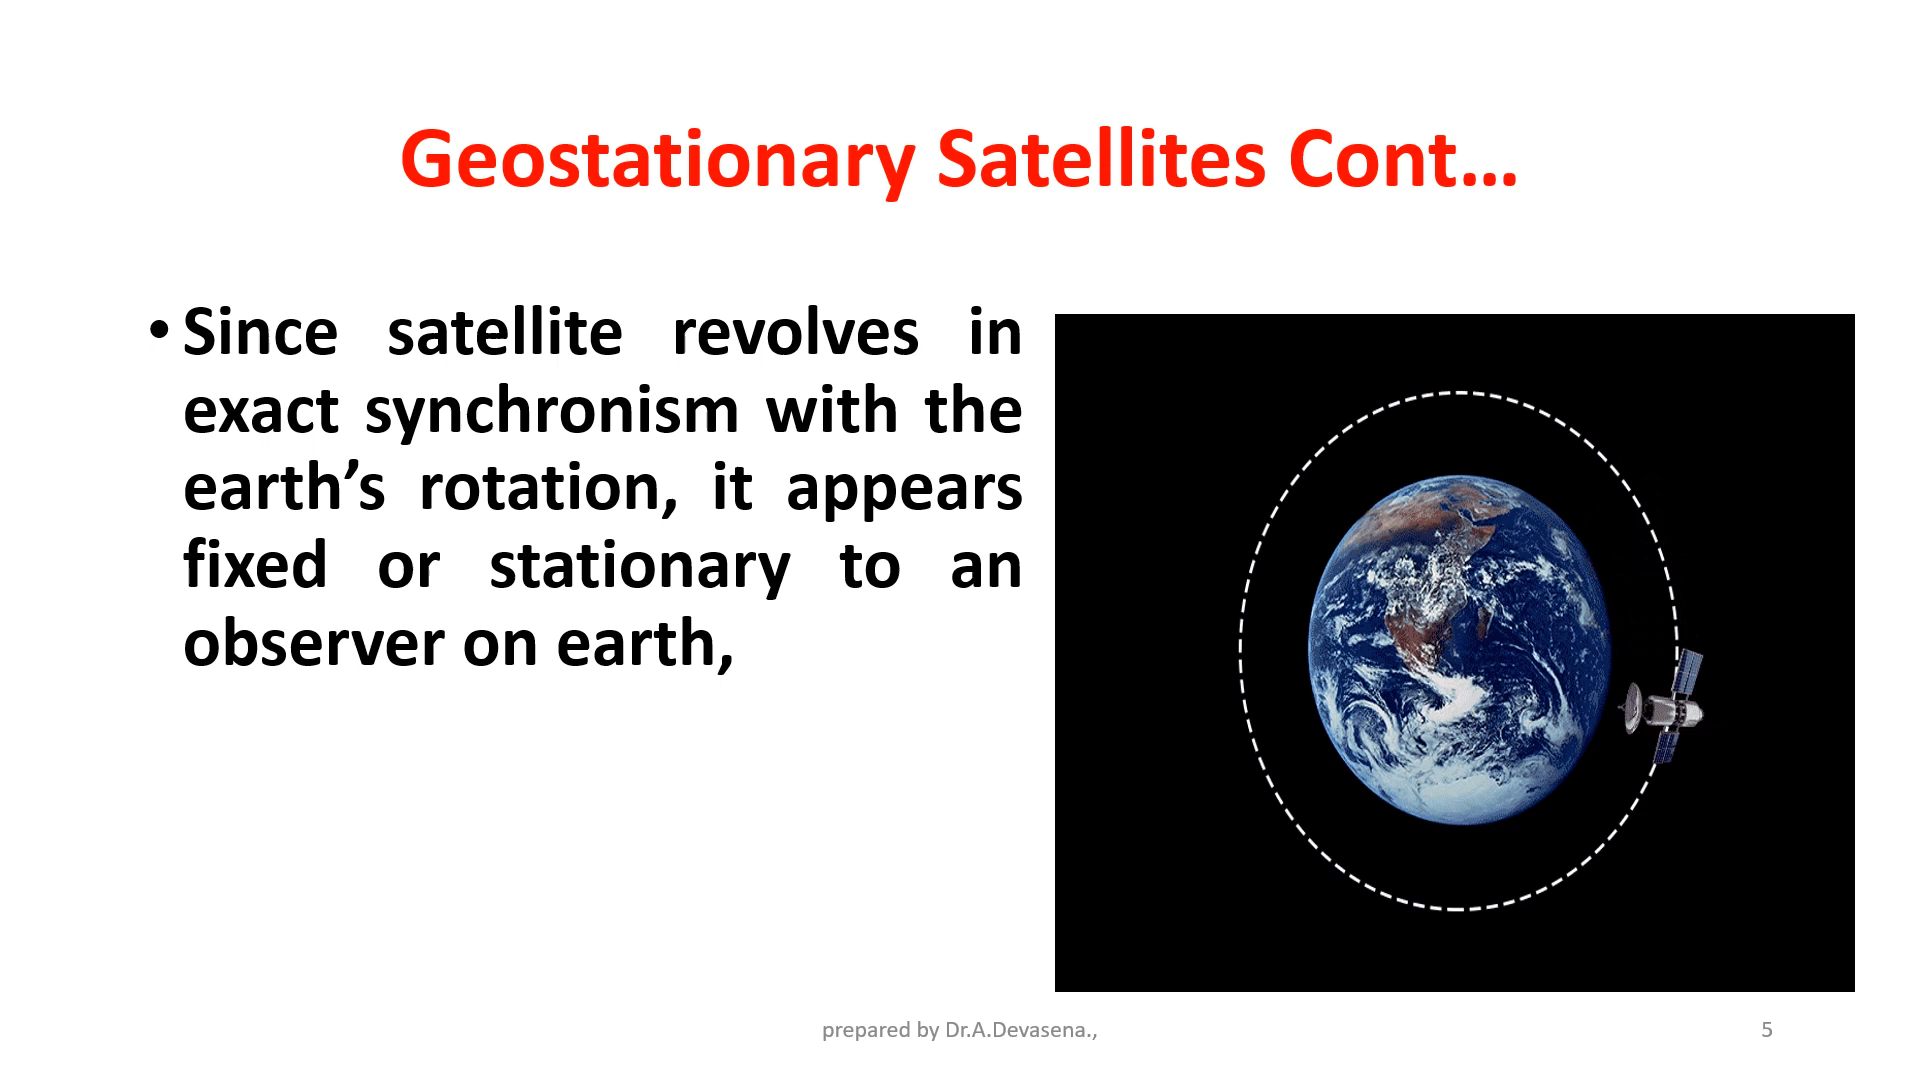 Geostationary Satellites Cont...
• Since satellite revolves in
exact synchronism with the
earth’s rotation, it appears
fixed or stationary to an
observer on earth,
prepared by Dr.A.Devasena.,
5